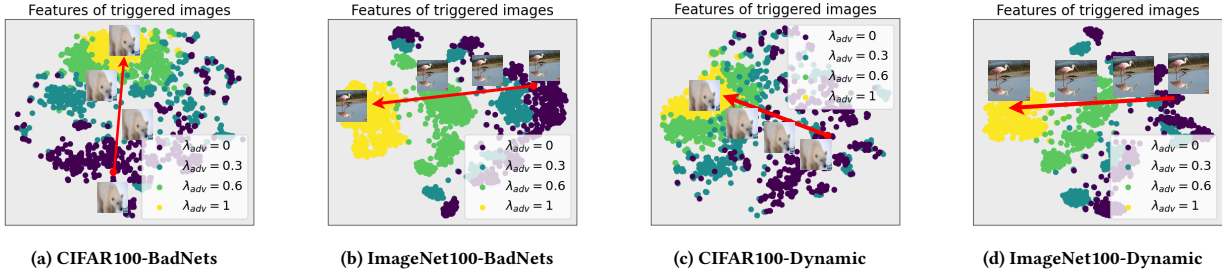 Features of triggered images
λadv = 0
λadv = 0.3
λadv = 0.6
λadv = 1
(a) CIFAR100-BadNets
Features of triggered images
λadv = 0
λadv = 0.3
λadv = 0.6
λadv = 1
(b) ImageNet100-BadNets
Features of triggered images
λadv = 0
λadv = 0.3
λadv = 0.6
λadv = 1
(c) CIFAR100-Dynamic
Features of triggered images
λadv = 0
λadv = 0.3
λadv = 0.6
λadv = 1
(d) ImageNet100-Dynamic